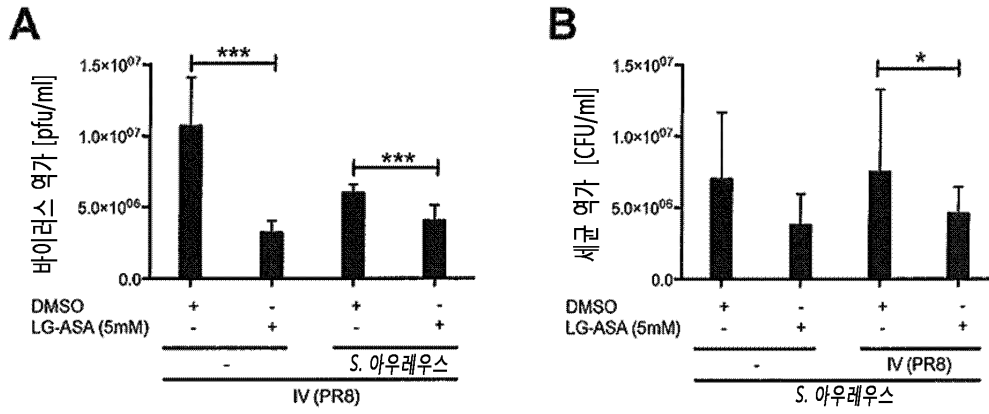 A
바이러스 역가 [pfu/ml]
1.5×10⁰⁷
1.0×10⁰⁷
5.0×10⁰⁶
0.0
***
***
DMSO + - + -
LG-ASA (5mM) - + - +
- S. 아우레우스
IV (PR8)
B
세균 역가 [CFU/ml]
1.5×10⁰⁷
1.0×10⁰⁷
5.0×10⁰⁶
0.0
*
DMSO + - + -
LG-ASA (5mM) - + - +
- IV (PR8)
S. 아우레우스